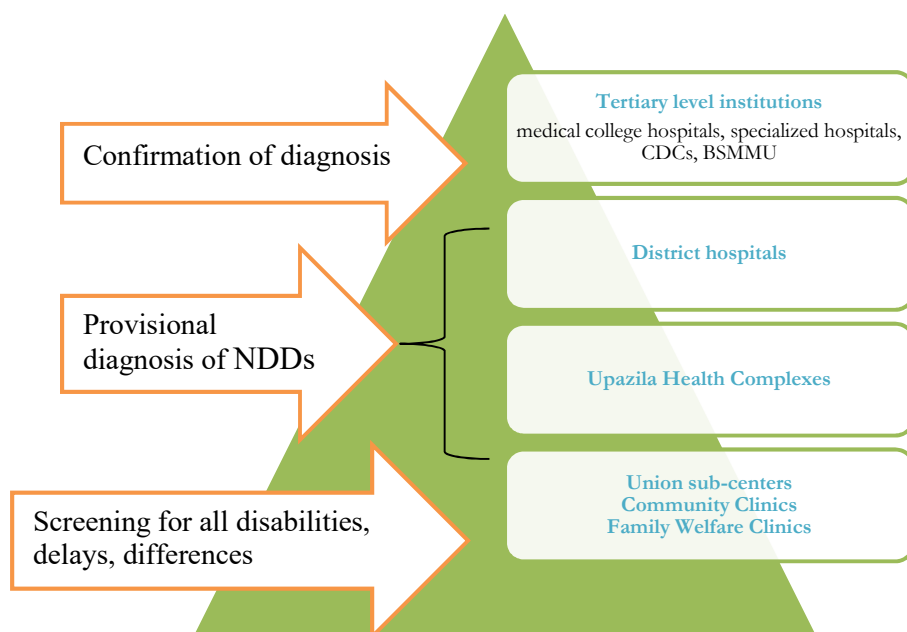 Confirmation of diagnosis
Tertiary level institutions
medical college hospitals, specialized hospitals,
CDCs, BSMMU
District hospitals
Provisional
diagnosis of NDDs
Upazila Health Complexes
Screening for all disabilities,
delays, differences
Union sub-centers
Community Clinics
Family Welfare Clinics